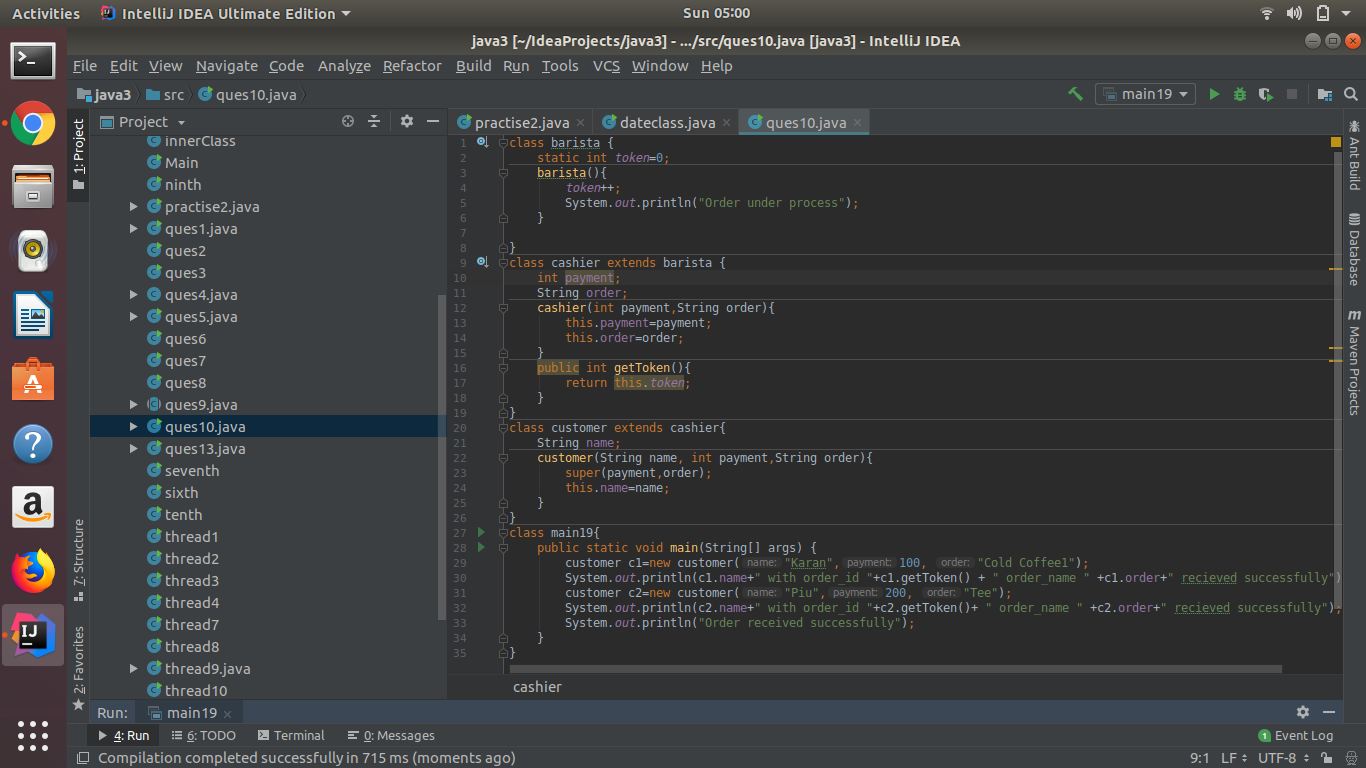 Activities IntelliJ IDEA Ultimate Edition Sun 05:00
java3 [~/IdeaProjects/java3] - .../src/ques10.java [java3] - IntelliJ IDEA
File Edit View Navigate Code Analyze Refactor Build Run Tools VCS Window Help
java3 src ques10.java main19
1: Project
7: Structure
2: Favorites
Project
innerClass
Main
ninth
practise2.java
ques1.java
ques2
ques3
ques4.java
ques5.java
ques6
ques7
ques8
ques9.java
ques10.java
ques13.java
seventh
sixth
tenth
thread1
thread2
thread3
thread4
thread7
thread8
thread9.java
thread10
practise2.java dateclass.java ques10.java
1 class barista {
2 static int token=0;
3 barista(){
4 token++;
5 System.out.println("Order under process");
6 }
7
8 }
9 class cashier extends barista {
10 int payment;
11 String order;
12 cashier(int payment,String order){
13 this.payment=payment;
14 this.order=order;
15 }
16 public int getToken(){
17 return this.token;
18 }
19 }
20 class customer extends cashier{
21 String name;
22 customer(String name, int payment,String order){
23 super(payment,order);
24 this.name=name;
25 }
26 }
27 class main19{
28 public static void main(String[] args) {
29 customer c1=new customer( name: "Karan", payment: 100, order: "Cold Coffee1");
30 System.out.println(c1.name+" with order_id "+c1.getToken() + " order_name " +c1.order+" recieved successfully")
31 customer c2=new customer( name: "Piu", payment: 200, order: "Tee");
32 System.out.println(c2.name+" with order_id "+c2.getToken()+ " order_name " +c2.order+" recieved successfully");
33 System.out.println("Order received successfully");
34 }
35 }
cashier
Ant Build
Database
m Maven Projects
Run: main19
4: Run 6: TODO Terminal 0: Messages 1 Event Log
Compilation completed successfully in 715 ms (moments ago) 9:1 LF UTF-8